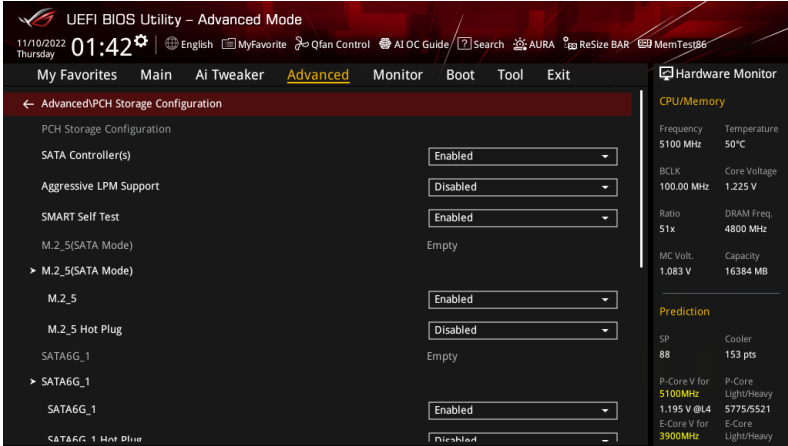 UEFI BIOS Utility – Advanced Mode
11/10/2022 Thursday 01:42 English MyFavorite Qfan Control AI OC Guide Search AURA ReSize BAR MemTest86
My Favorites Main Ai Tweaker Advanced Monitor Boot Tool Exit
Hardware Monitor
← Advanced\PCH Storage Configuration
PCH Storage Configuration
SATA Controller(s) Enabled
Aggressive LPM Support Disabled
SMART Self Test Enabled
M.2_5(SATA Mode) Empty
> M.2_5(SATA Mode)
M.2_5 Enabled
M.2_5 Hot Plug Disabled
SATA6G_1 Empty
> SATA6G_1
SATA6G_1 Enabled
SATA6G_1 Hot Plug Disabled
CPU/Memory
Frequency Temperature
5100 MHz 50°C
BCLK Core Voltage
100.00 MHz 1.225 V
Ratio DRAM Freq.
51x 4800 MHz
MC Volt. Capacity
1.083 V 16384 MB
Prediction
SP Cooler
88 153 pts
P-Core V for P-Core
5100MHz Light/Heavy
1.195 V @L4 5775/5521
E-Core V for E-Core
3900MHz Light/Heavy